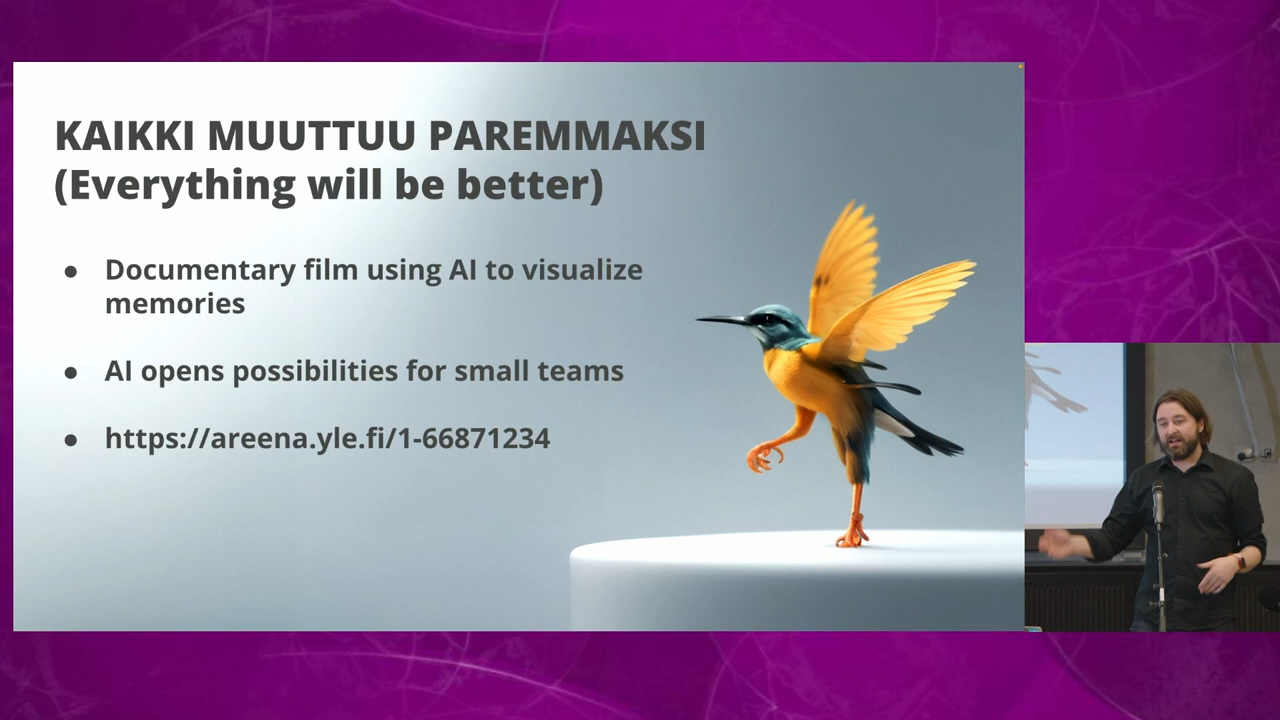 KAIKKI MUUTTUU PAREMMAKSI
(Everything will be better)
● Documentary film using AI to visualize
memories
● AI opens possibilities for small teams
● https://areena.yle.fi/1-66871234